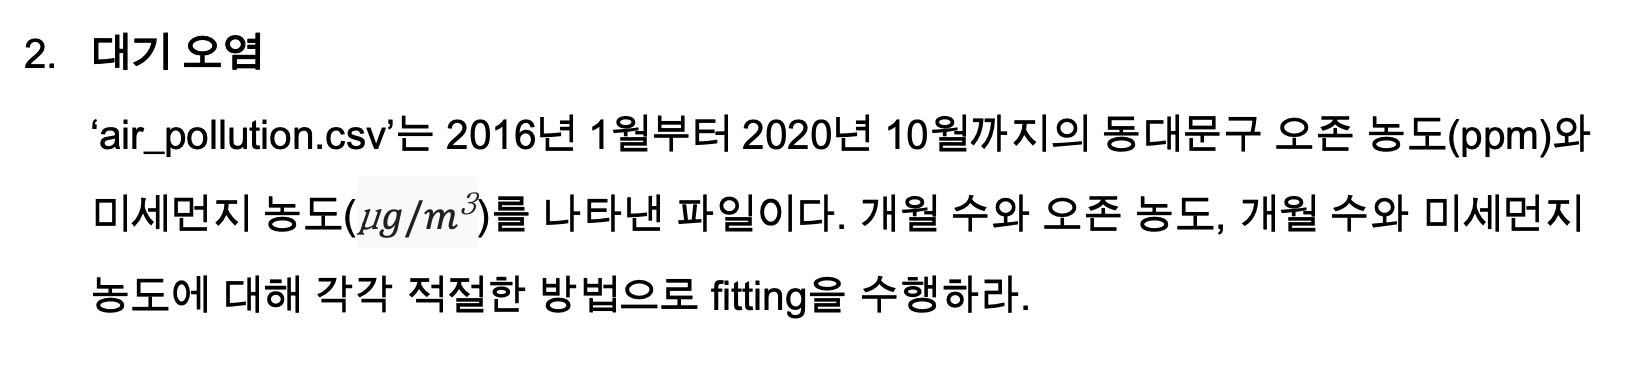 2. 대기 오염
‘air_pollution.csv’는 2016년 1월부터 2020년 10월까지의 동대문구 오존 농도(ppm)와
미세먼지 농도(μg/m³)를 나타낸 파일이다. 개월 수와 오존 농도, 개월 수와 미세먼지
농도에 대해 각각 적절한 방법으로 fitting을 수행하라.